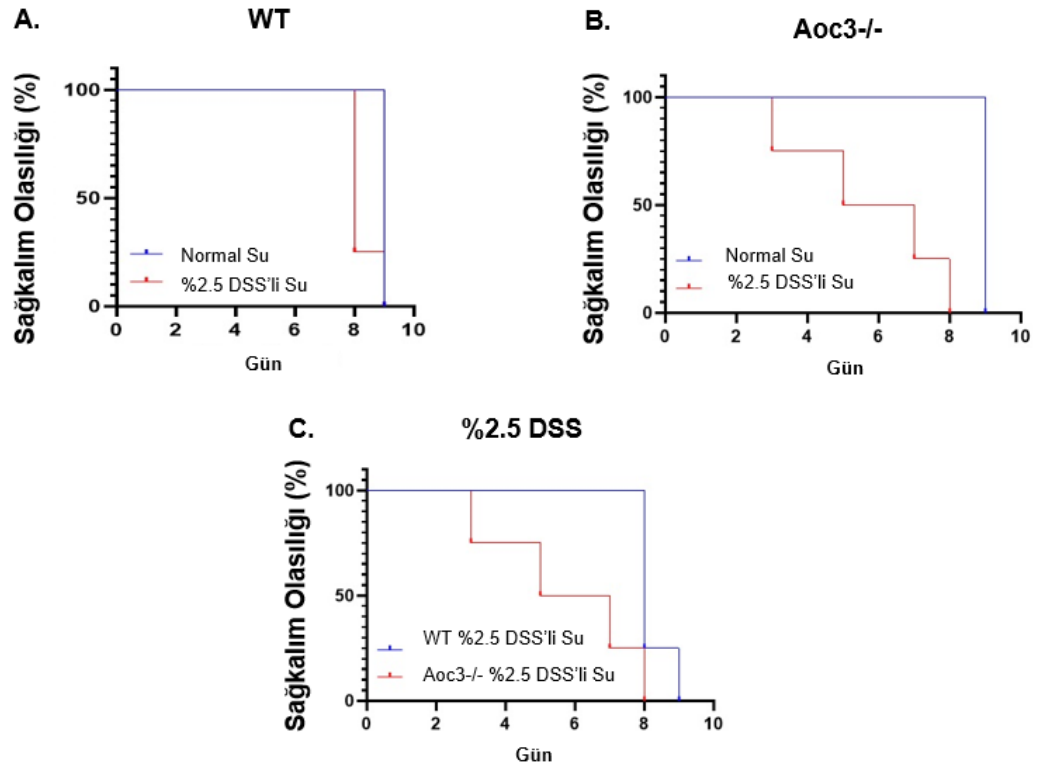 A.
WT
Sağkalım Olasılığı (%)
100
50
0
Normal Su
%2.5 DSS'li Su
0 2 4 6 8 10
Gün
B.
Aoc3-/-
Sağkalım Olasılığı (%)
100
50
0
Normal Su
%2.5 DSS'li Su
0 2 4 6 8 10
Gün
C.
%2.5 DSS
Sağkalım Olasılığı (%)
100
50
0
WT %2.5 DSS'li Su
Aoc3-/- %2.5 DSS'li Su
0 2 4 6 8 10
Gün